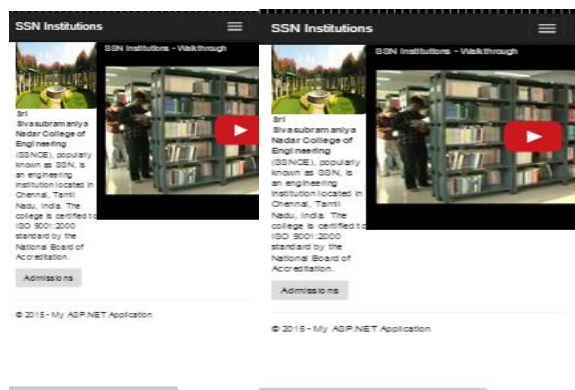 SSN Institutions
SSN Institutions - Walkthrough
Sri
Sivasubramaniya
Nadar College of
Engineering
(SSNCE), popularly
known as SSN, is
an engineering
institution located in
Chennai, Tamil
Nadu, India. The
college is certified to
ISO 9001:2000
standard by the
National Board of
Accreditation.
Admissions
© 2015 - My ASP.NET Application
SSN Institutions
SSN Institutions - Walkthrough
Sri
Sivasubramaniya
Nadar College of
Engineering
(SSNCE), popularly
known as SSN, is
an engineering
institution located in
Chennai, Tamil
Nadu, India. The
college is certified to
ISO 9001:2000
standard by the
National Board of
Accreditation.
Admissions
© 2015 - My ASP.NET Application